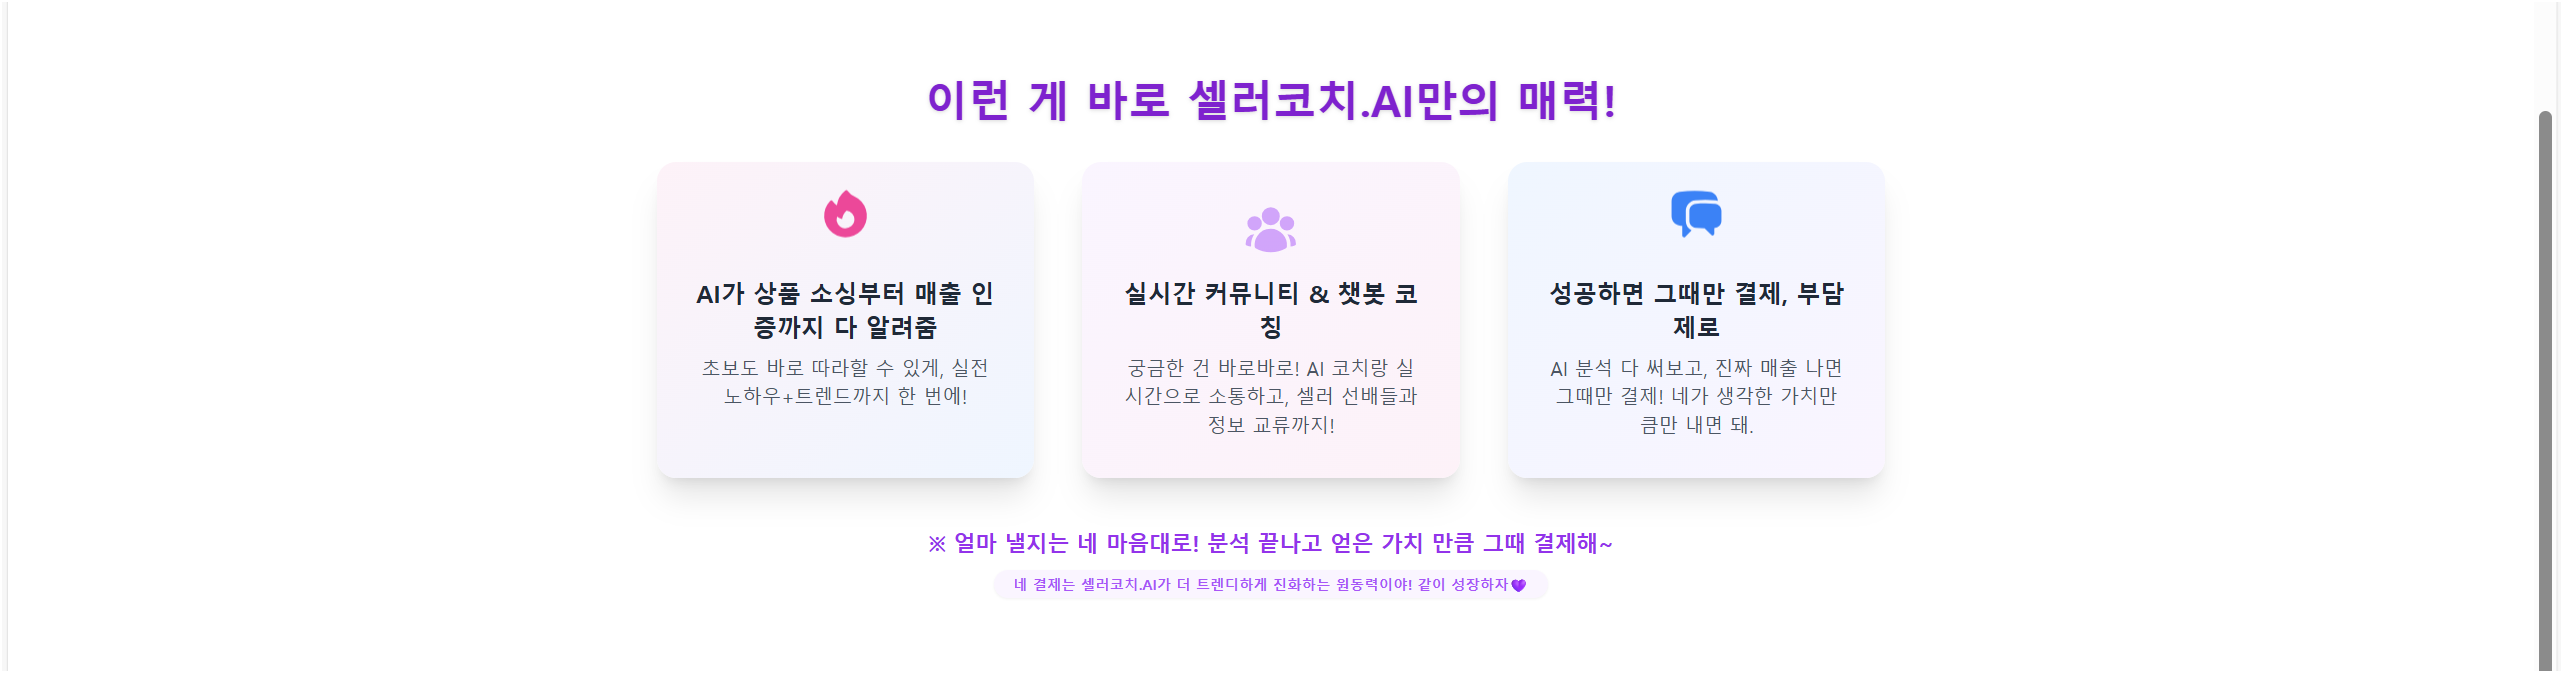 이런 게 바로 셀러코치.AI만의 매력!
AI가 상품 소싱부터 매출 인
증까지 다 알려줌
초보도 바로 따라할 수 있게, 실전
노하우+트렌드까지 한 번에!
실시간 커뮤니티 & 챗봇 코
칭
궁금한 건 바로바로! AI 코치랑 실
시간으로 소통하고, 셀러 선배들과
정보 교류까지!
성공하면 그때만 결제, 부담
제로
AI 분석 다 써보고, 진짜 매출 나면
그때만 결제! 네가 생각한 가치만
큼만 내면 돼.
※ 얼마 낼지는 네 마음대로! 분석 끝나고 얻은 가치 만큼 그때 결제해~
네 결제는 셀러코치.AI가 더 트렌디하게 진화하는 원동력이야! 같이 성장하자💜